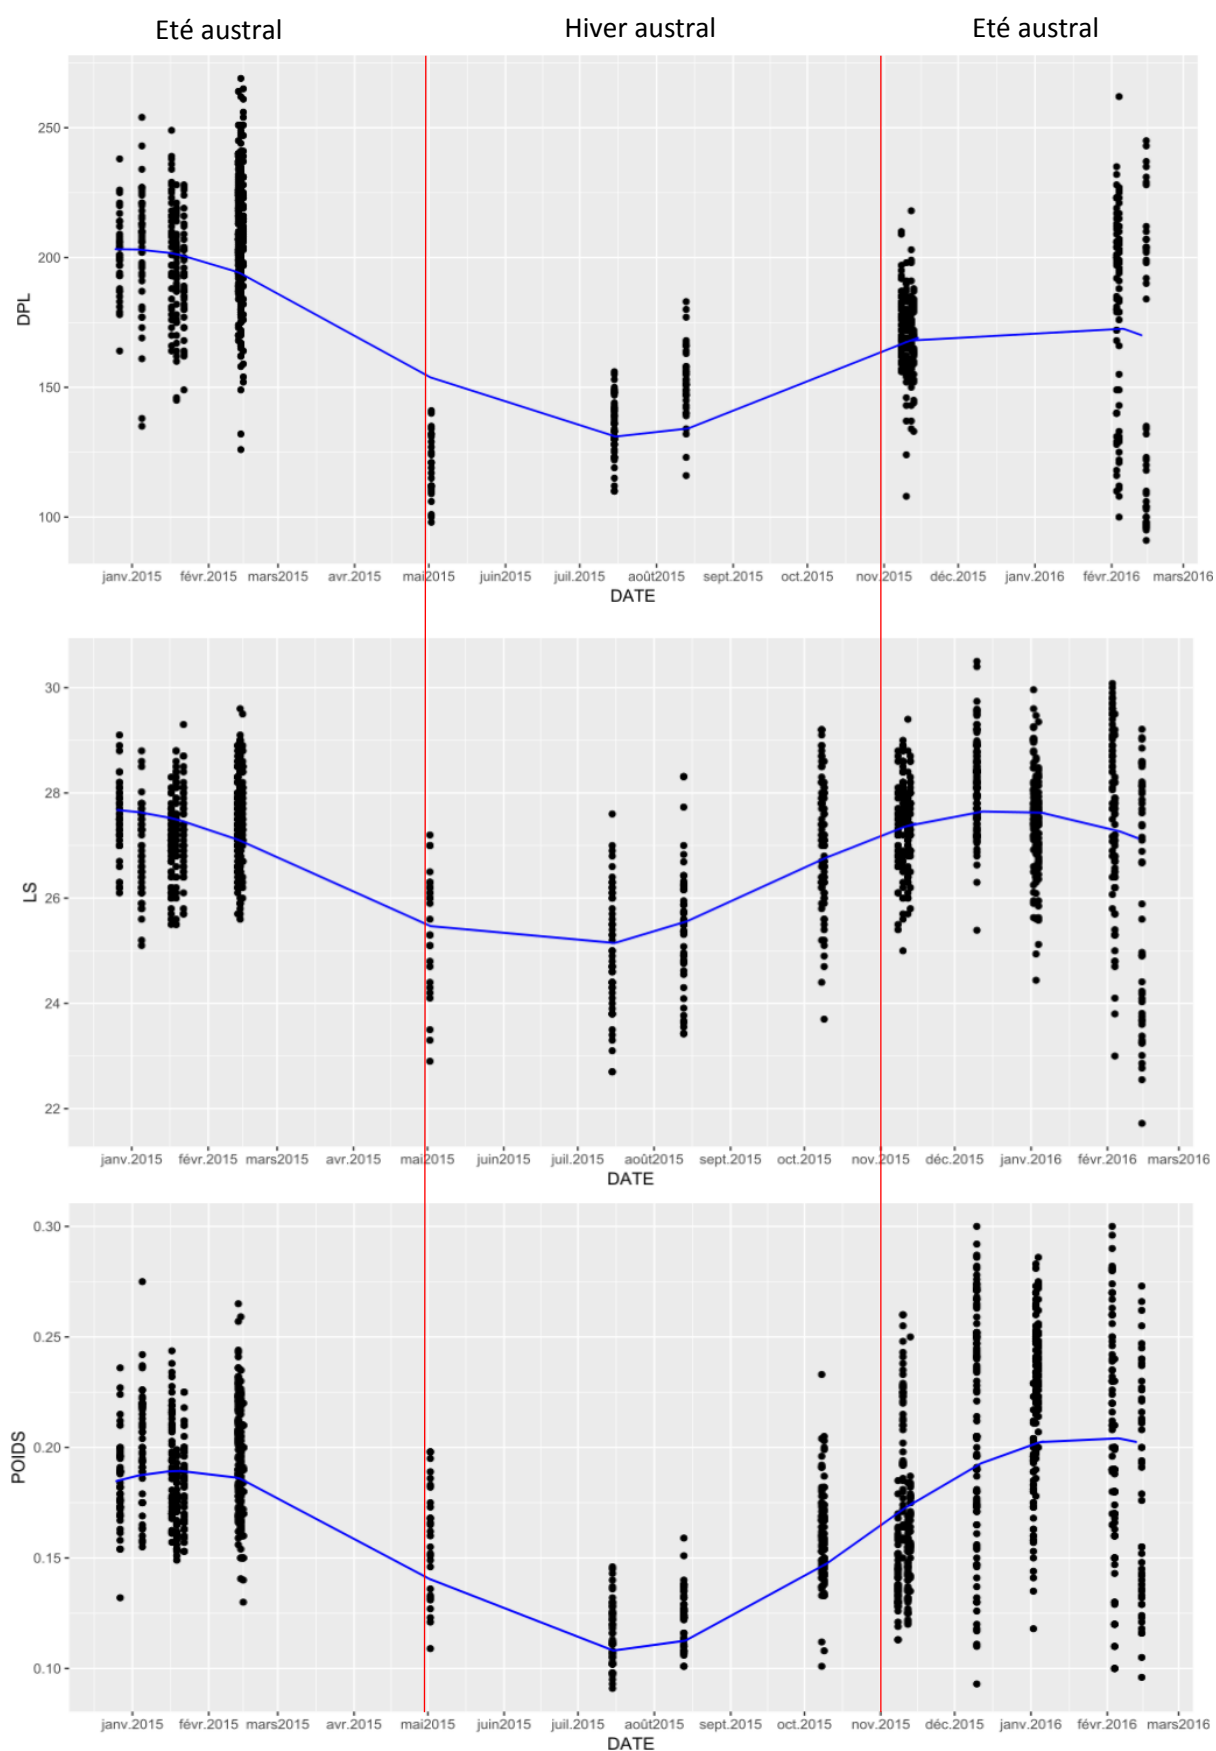 Eté austral Hiver austral Eté austral
250
200
150
100
DPL
janv.2015 févr.2015 mars2015 avr.2015 mai2015 juin2015 juil.2015 août2015 sept.2015 oct.2015 nov.2015 déc.2015 janv.2016 févr.2016 mars2016
DATE
30
28
26
24
22
LS
janv.2015 févr.2015 mars2015 avr.2015 mai2015 juin2015 juil.2015 août2015 sept.2015 oct.2015 nov.2015 déc.2015 janv.2016 févr.2016 mars2016
DATE
0.30
0.25
0.20
0.15
0.10
POIDS
janv.2015 févr.2015 mars2015 avr.2015 mai2015 juin2015 juil.2015 août2015 sept.2015 oct.2015 nov.2015 déc.2015 janv.2016 févr.2016 mars2016
DATE